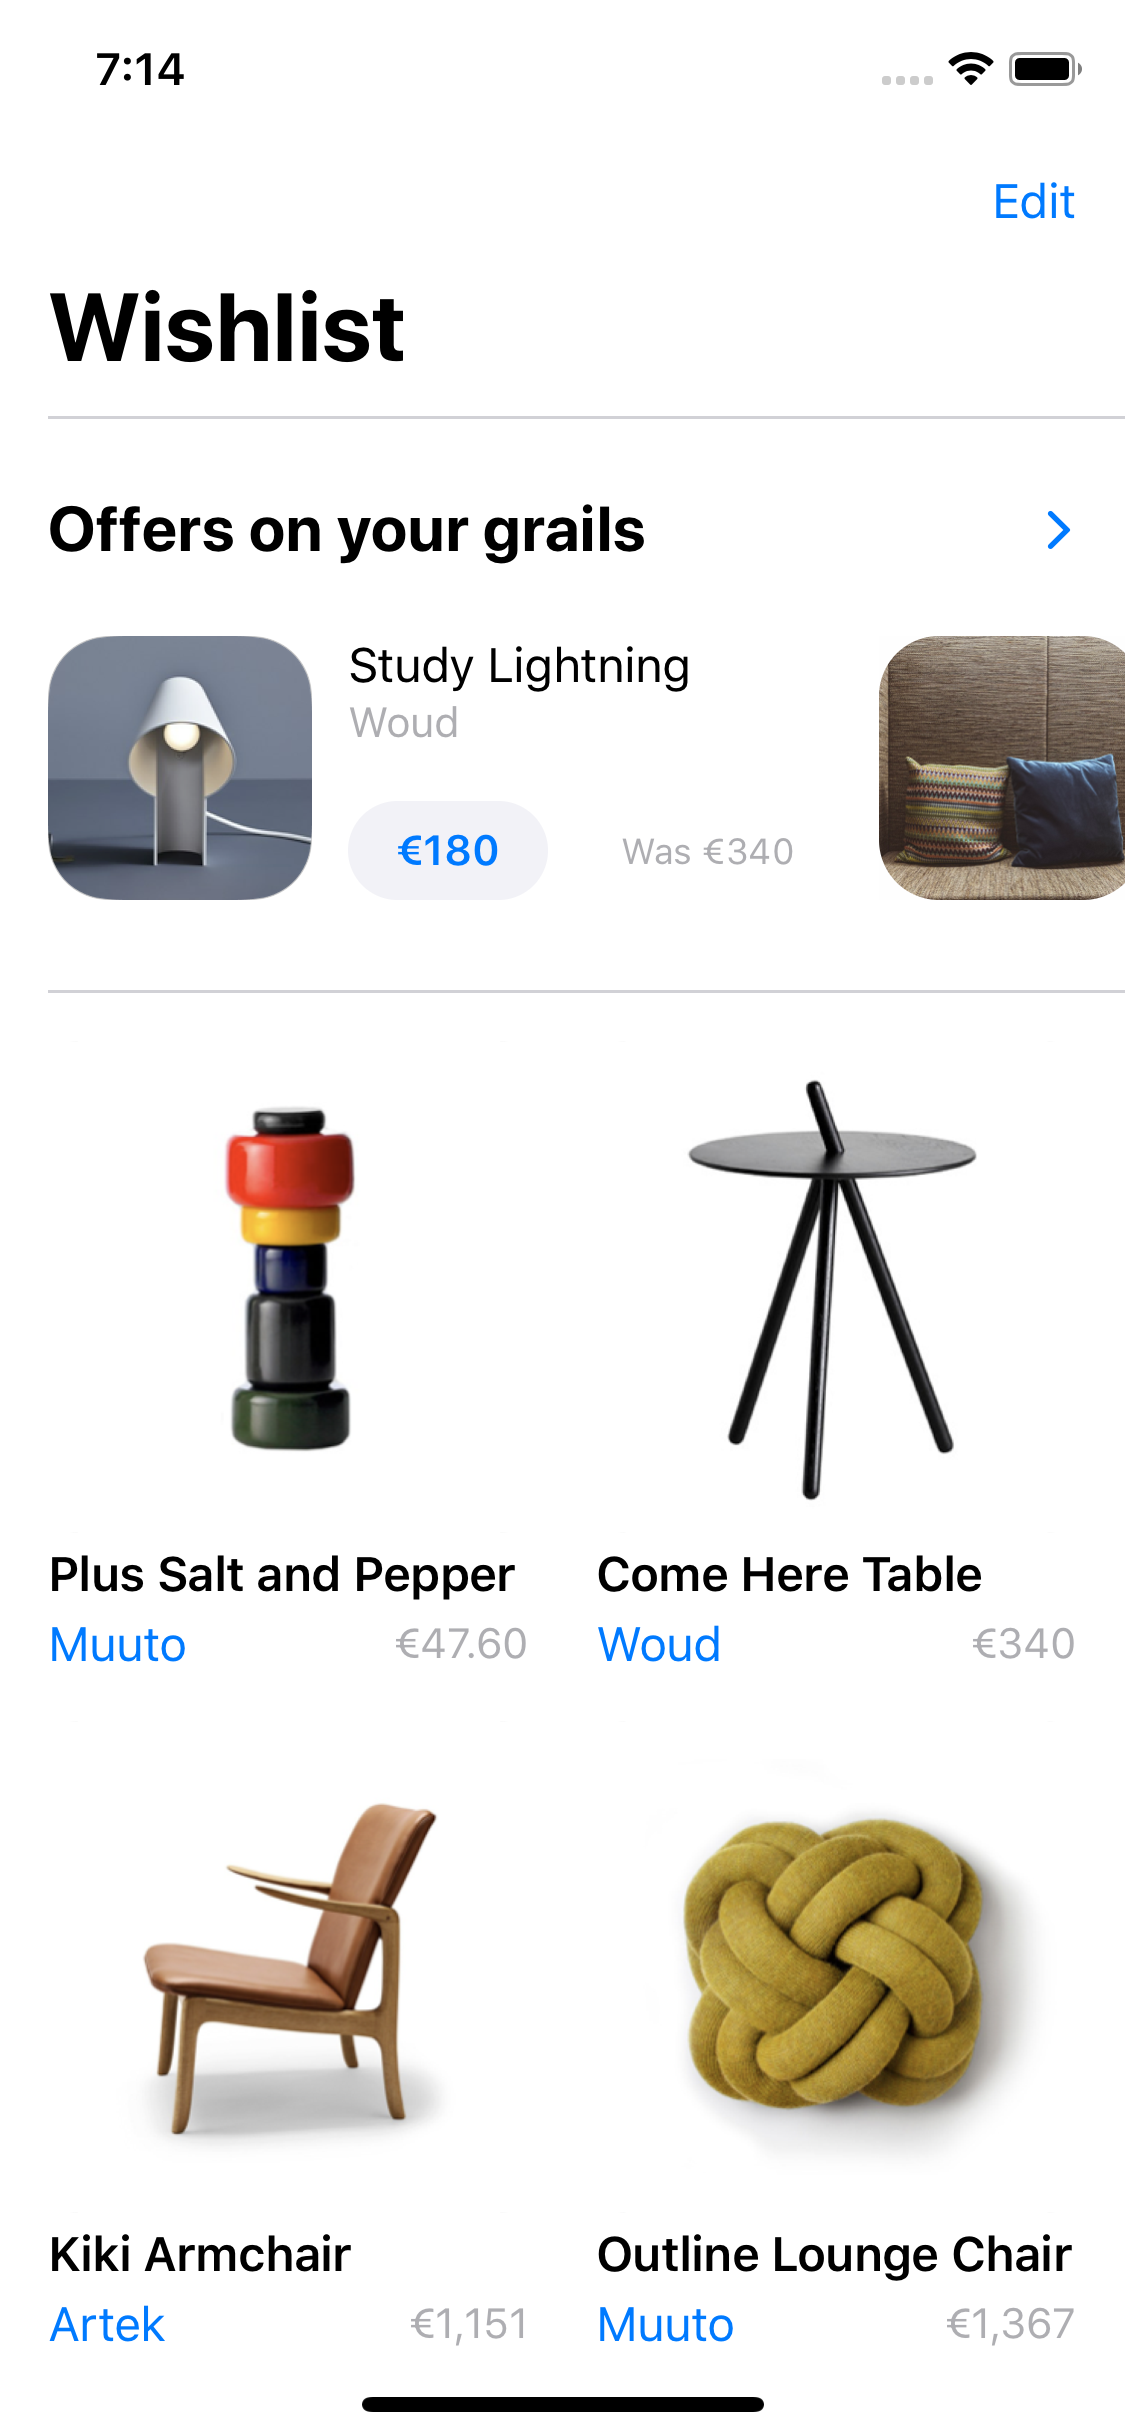 7:14
Edit
Wishlist
Offers on your grails
Study Lightning
Woud
€180
Was €340
Plus Salt and Pepper
Muuto €47.60
Come Here Table
Woud €340
Kiki Armchair
Artek €1,151
Outline Lounge Chair
Muuto €1,367